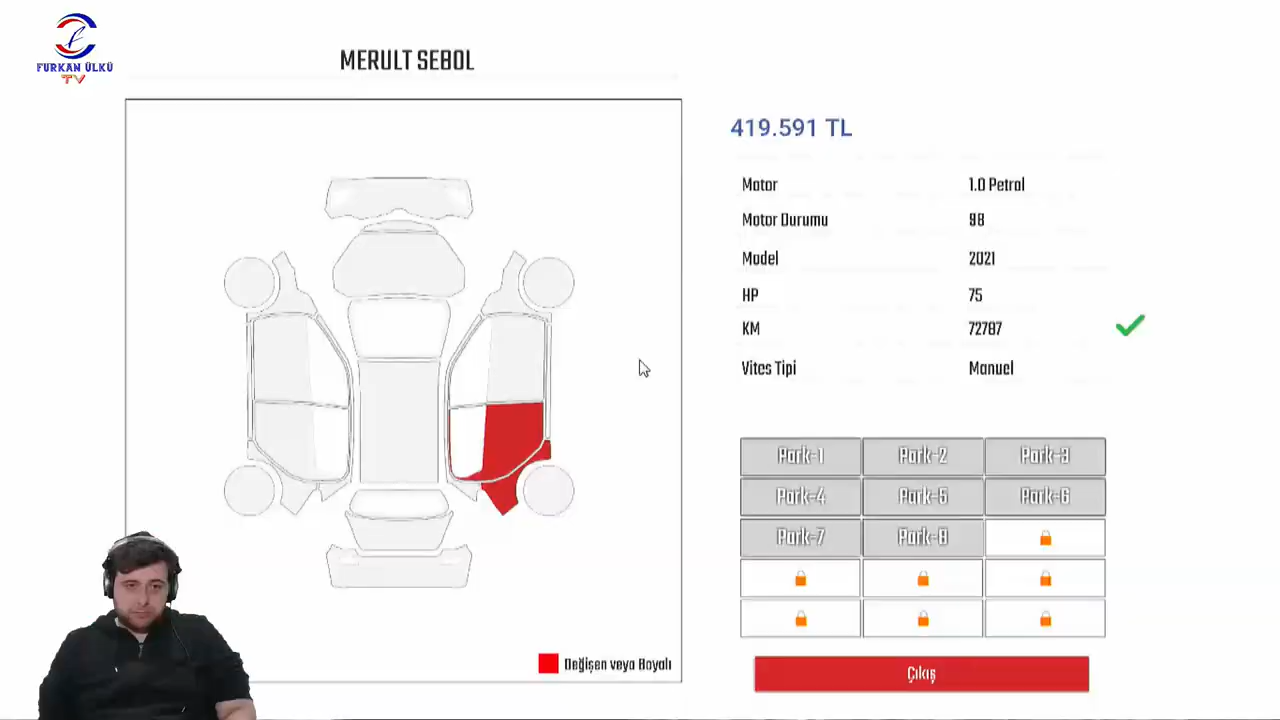 FURKAN ÜLKÜ
TV
MERULT SEBOL
419.591 TL
Motor 1.0 Petrol
Motor Durumu 98
Model 2021
HP 75
KM 72787
Vites Tipi Manuel
Park-1 Park-2 Park-3
Park-4 Park-5 Park-6
Park-7 Park-8
Değişen veya Boyalı
Çıkış